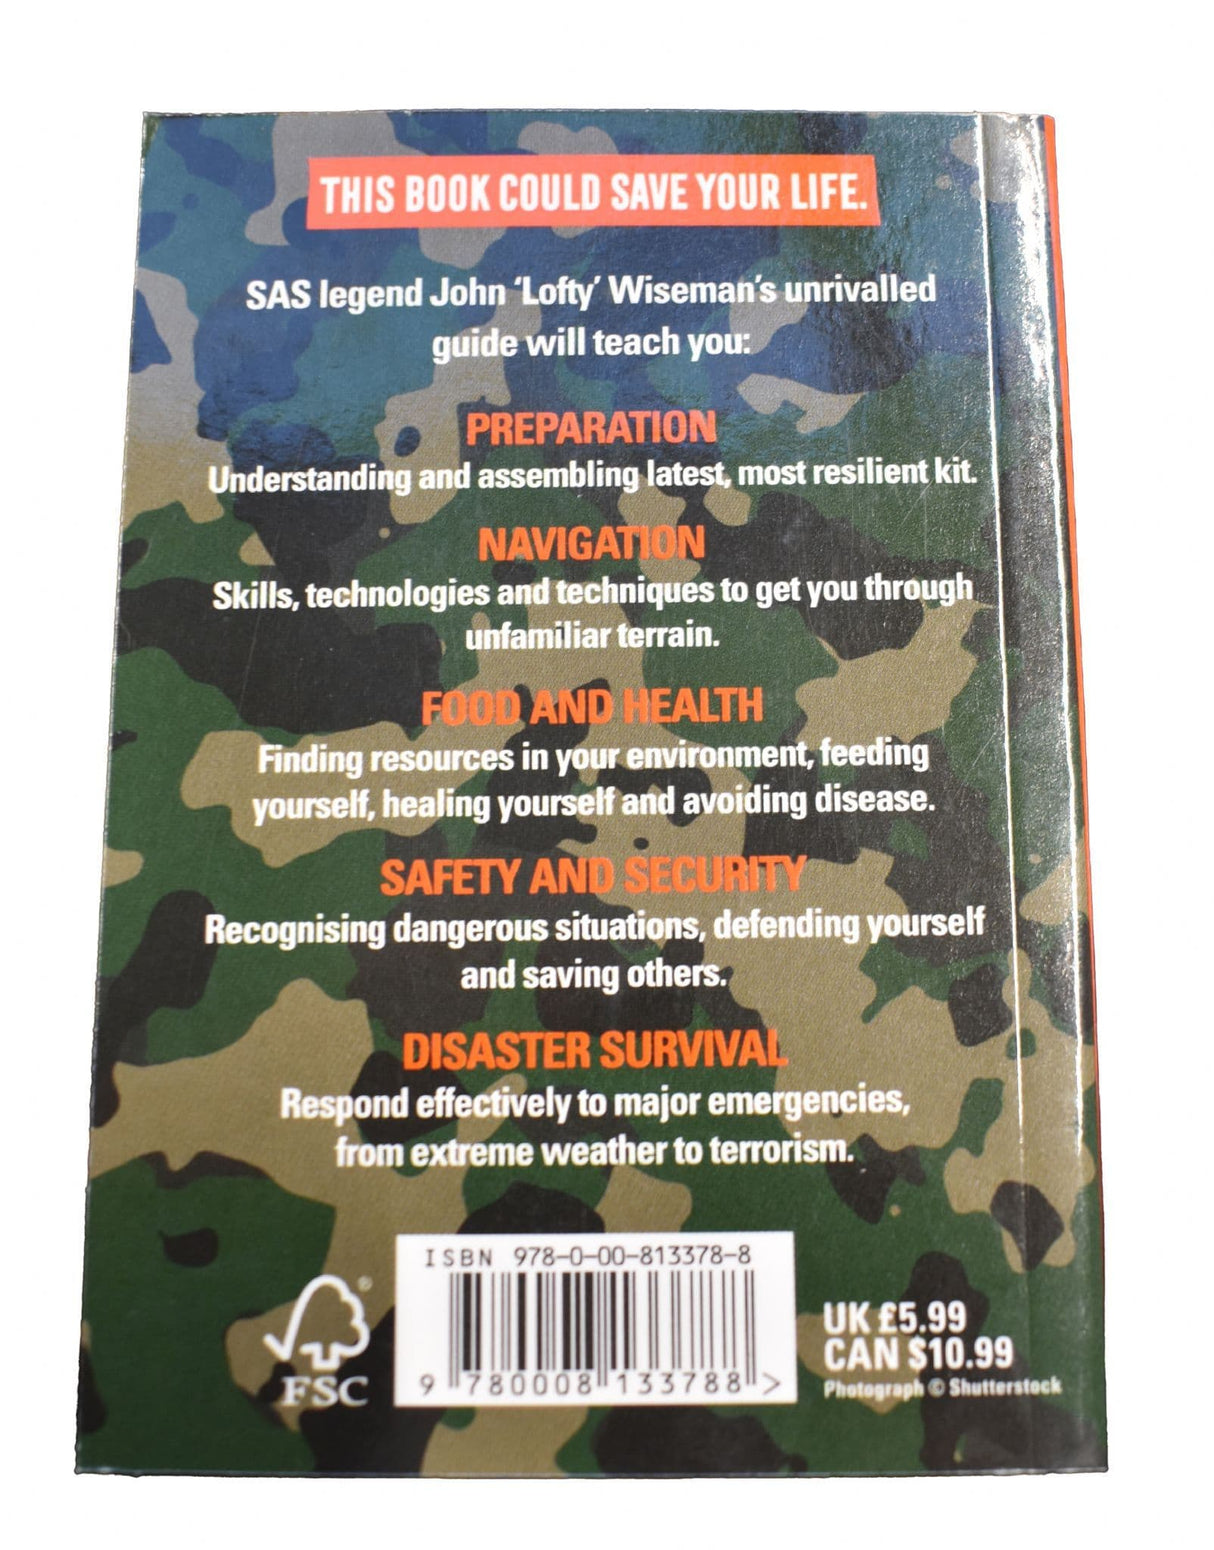 THIS BOOK COULD SAVE YOUR LIFE.
SAS legend John ‘Lofty’ Wiseman’s unrivalled
guide will teach you:
PREPARATION
Understanding and assembling latest, most resilient kit.
NAVIGATION
Skills, technologies and techniques to get you through
unfamiliar terrain.
FOOD AND HEALTH
Finding resources in your environment, feeding
yourself, healing yourself and avoiding disease.
SAFETY AND SECURITY
Recognising dangerous situations, defending yourself
and saving others.
DISASTER SURVIVAL
Respond effectively to major emergencies,
from extreme weather to terrorism.
ISBN 978-0-00-813378-8
9 780008 133788 >
® FSC
UK £5.99
CAN $10.99
Photograph © Shutterstock